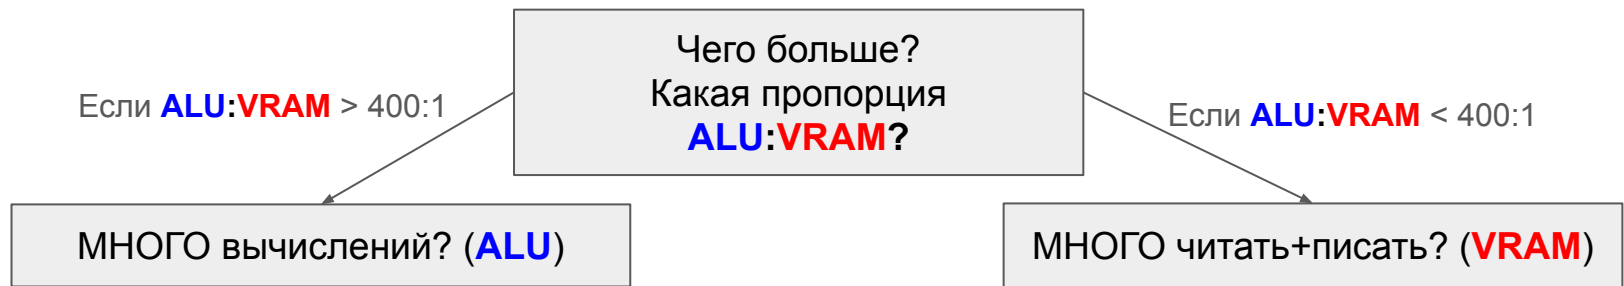 Чего больше?
Какая пропорция
ALU:VRAM?
Если ALU:VRAM > 400:1
Если ALU:VRAM < 400:1
МНОГО вычислений? (ALU)
МНОГО читать+писать? (VRAM)